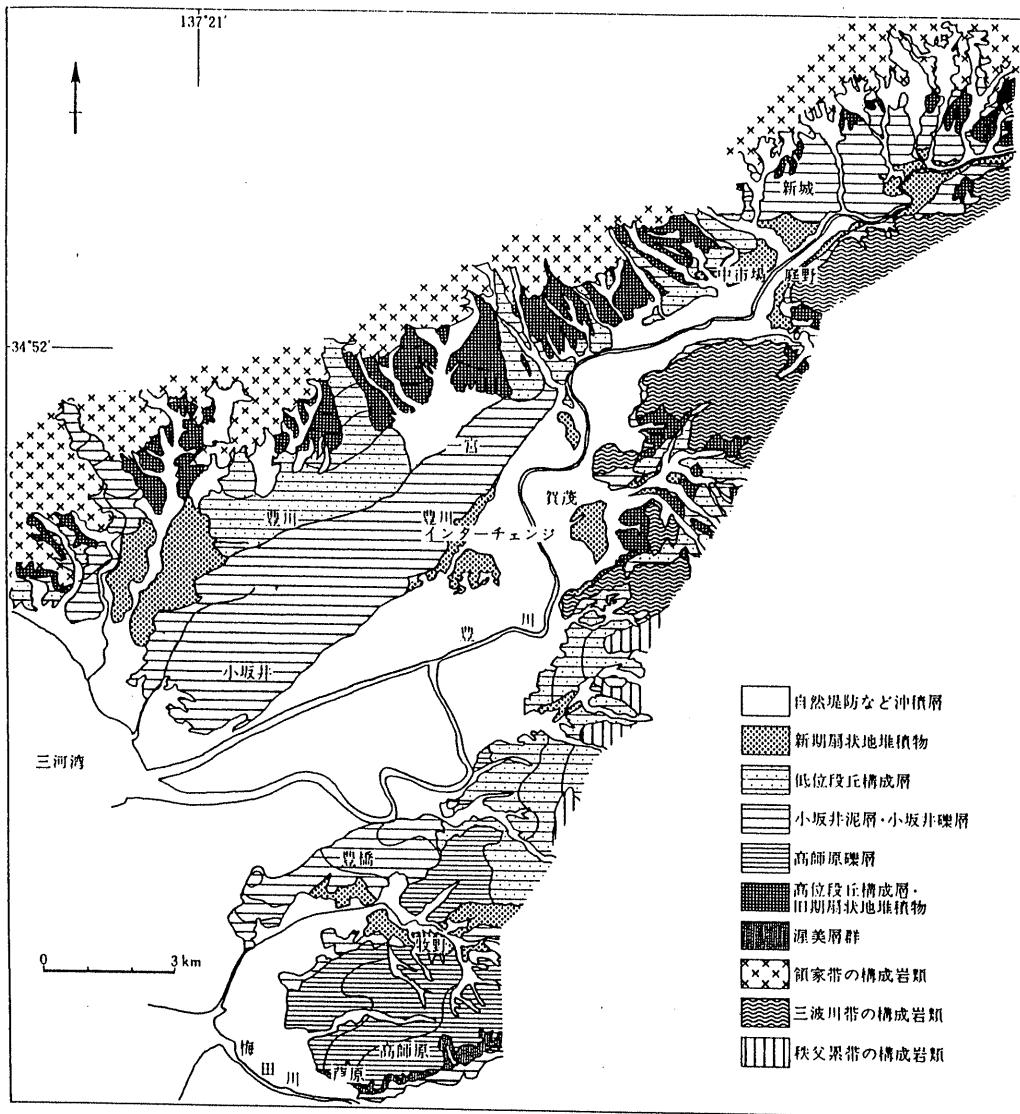 137°21′
新城
中市場
庭野
34°52′
宮
豊川
豊川
インターチェンジ
賀茂
豊
川
小坂井
三河湾
豊橋
牧野
0
3 km
高師原
梅
田
川
自然堤防など沖積層
新期扇状地堆積物
低位段丘構成層
小坂井泥層・小坂井礫層
高師原礫層
高位段丘構成層・
旧期扇状地堆積物
渥美層群
領家帯の構成岩類
三波川帯の構成岩類
秩父累帯の構成岩類